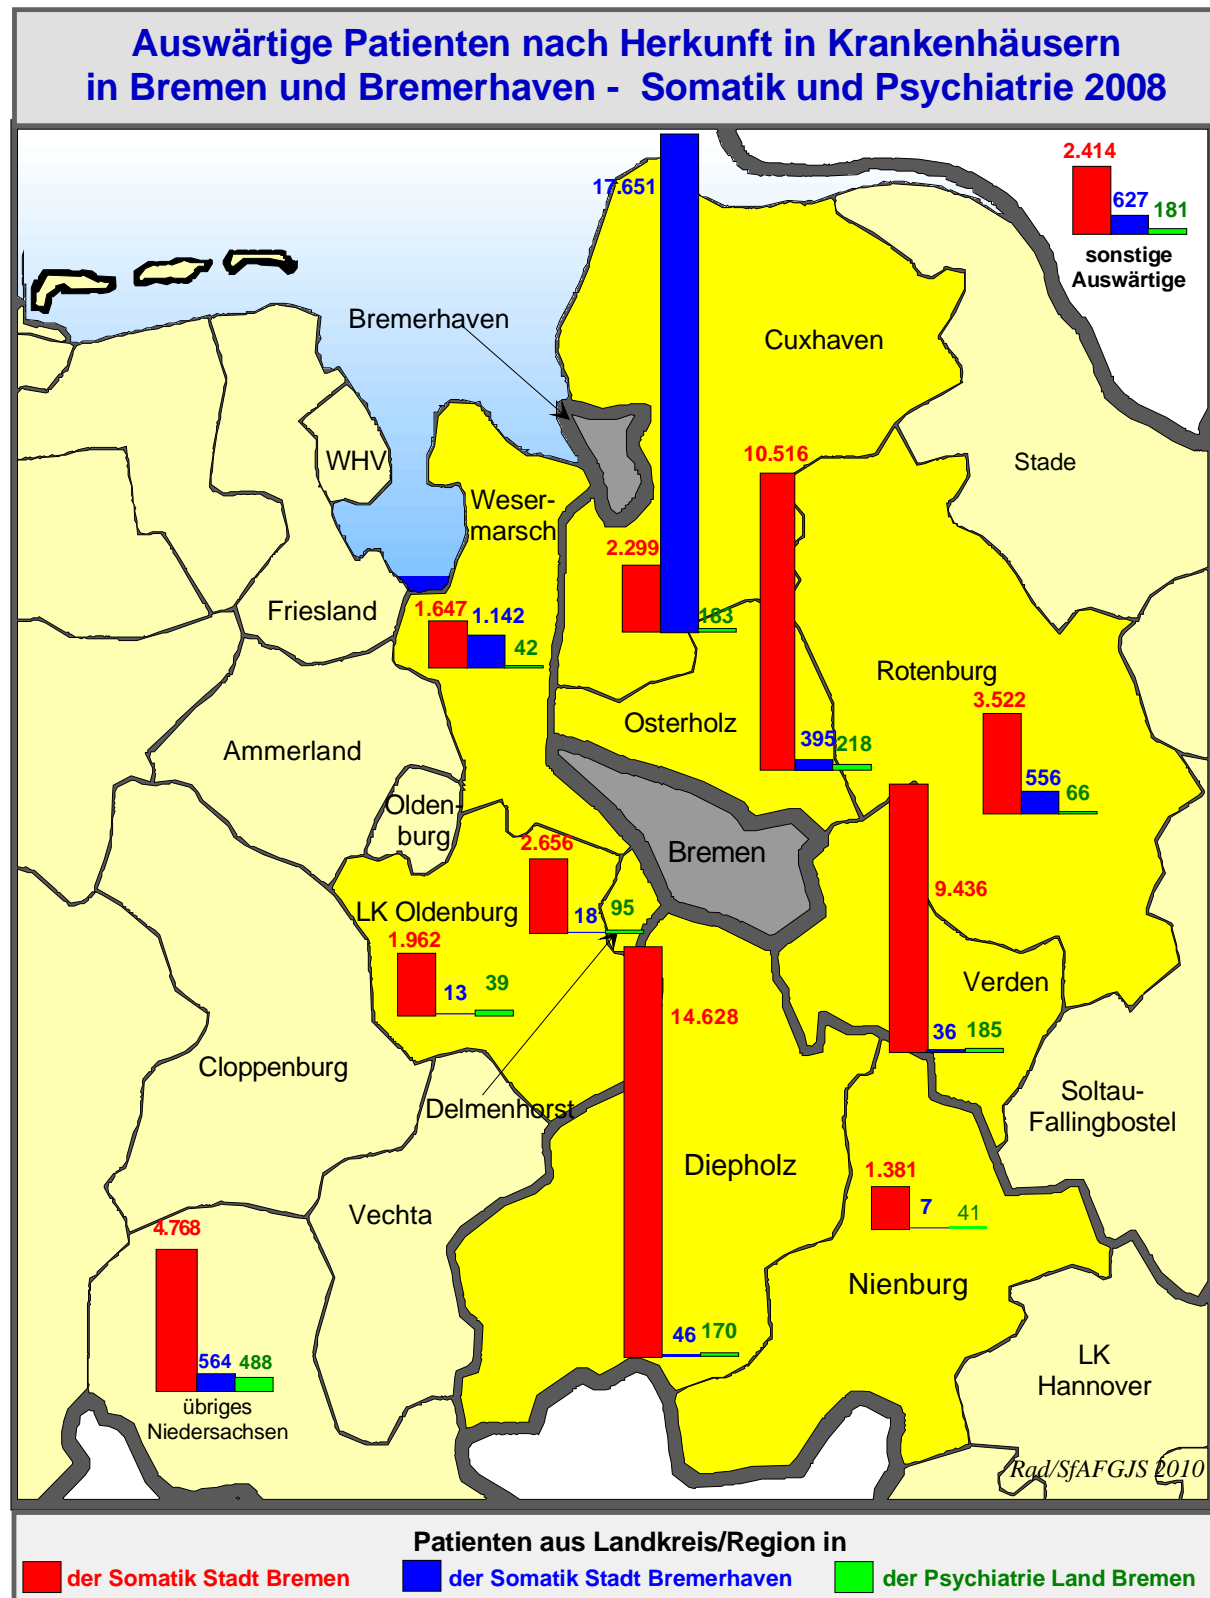 Auswärtige Patienten nach Herkunft in Krankenhäusern
in Bremen und Bremerhaven - Somatik und Psychiatrie 2008
2.414
627
181
sonstige
Auswärtige
17.651
Bremerhaven
Cuxhaven
WHV
Weser-
marsch
10.516
Stade
2.299
183
Friesland
1.647
1.142
42
Rotenburg
3.522
556
66
Osterholz
395
218
Ammerland
Olden-
burg
2.656
18
95
Bremen
9.436
LK Oldenburg
1.962
13
39
Verden
36
185
14.628
Cloppenburg
Delmenhorst
Soltau-
Fallingbostel
Diepholz
1.381
7
41
Vechta
4.768
564
488
übriges
Niedersachsen
Nienburg
46
170
LK
Hannover
Rad/SfAFGJS 2010
Patienten aus Landkreis/Region in
der Somatik Stadt Bremen
der Somatik Stadt Bremerhaven
der Psychiatrie Land Bremen